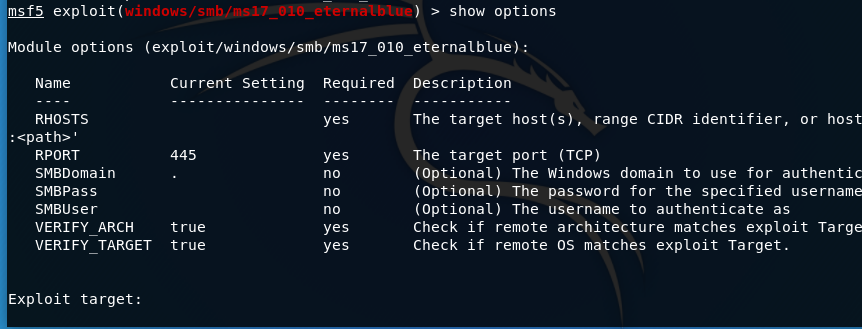 msf5 exploit(windows/smb/ms17_010_eternalblue) > show options
Module options (exploit/windows/smb/ms17_010_eternalblue):
Name Current Setting Required Description
---- --------------- -------- -----------
RHOSTS yes The target host(s), range CIDR identifier, or host
:<path>'
RPORT 445 yes The target port (TCP)
SMBDomain . no (Optional) The Windows domain to use for authentic
SMBPass no (Optional) The password for the specified username
SMBUser no (Optional) The username to authenticate as
VERIFY_ARCH true yes Check if remote architecture matches exploit Targe
VERIFY_TARGET true yes Check if remote OS matches exploit Target.
Exploit target: